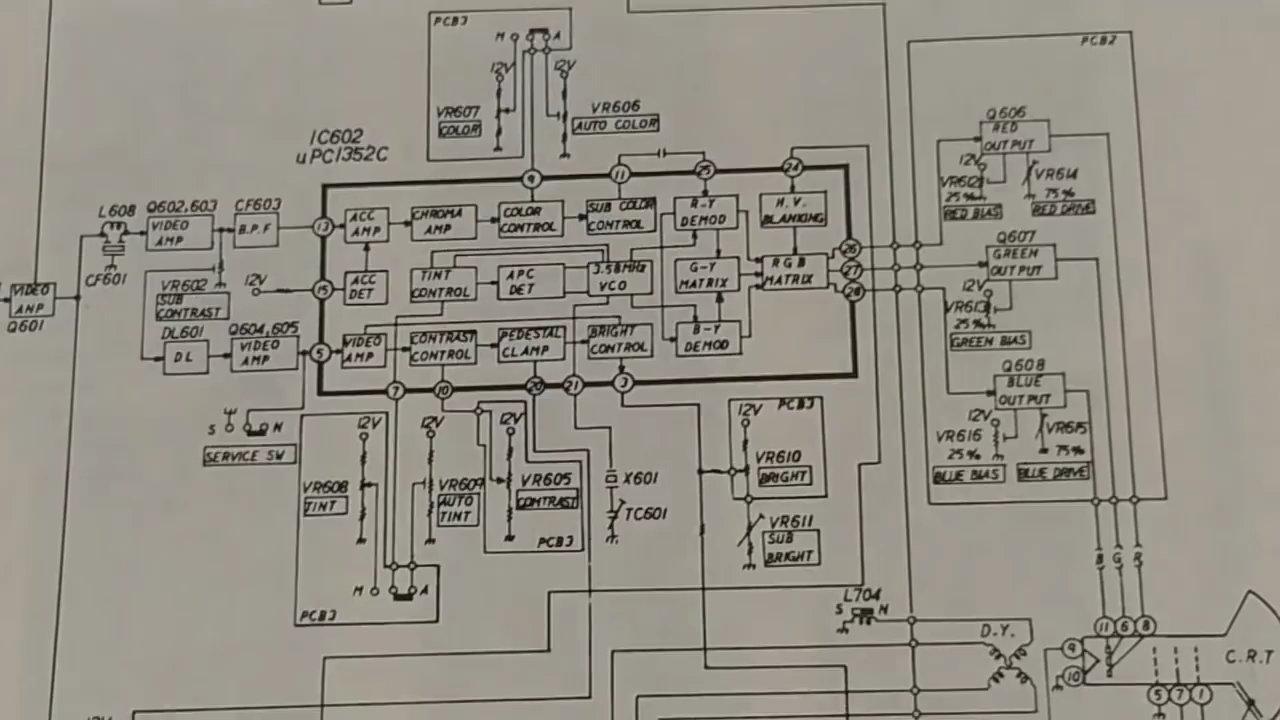 PCB3
M
A
12V
12V
VR607
COLOR
VR606
AUTO COLOR
PCB2
Q606
RED
OUTPUT
12V
VR614
25%
75%
RED BIAS
RED DRIVE
IC602
uPC1352C
9
11
25
24
L608
Q602,603
CF603
VIDEO
AMP
B.P.F
13
ACC
AMP
CHROMA
AMP
COLOR
CONTROL
SUB COLOR
CONTROL
R-Y
DEMOD
H.V.
BLANKING
CF601
VR602
SUB
CONTRAST
12V
15
ACC
DET
TINT
CONTROL
APC
DET
3.58MHz
VCO
G-Y
MATRIX
RGB
MATRIX
26
27
28
Q607
GREEN
OUTPUT
12V
VR613
25%
GREEN BIAS
VIDEO
AMP
Q601
DL601
DL
Q604,605
VIDEO
AMP
5
VIDEO
AMP
CONTRAST
CONTROL
PEDESTAL
CLAMP
BRIGHT
CONTROL
B-Y
DEMOD
7
10
20
21
3
Q608
BLUE
OUTPUT
12V
VR616
25%
BLUE BIAS
VR615
75%
BLUE DRIVE
S
N
SERVICE SW
12V
12V
12V
VR608
TINT
VR609
AUTO
TINT
VR605
CONTRAST
PCB3
X601
TC601
12V
PCB3
VR610
BRIGHT
VR611
SUB
BRIGHT
M
A
PCB3
L704
S
N
D.Y.
B
G
R
11
6
8
9
10
5
7
1
C.R.T